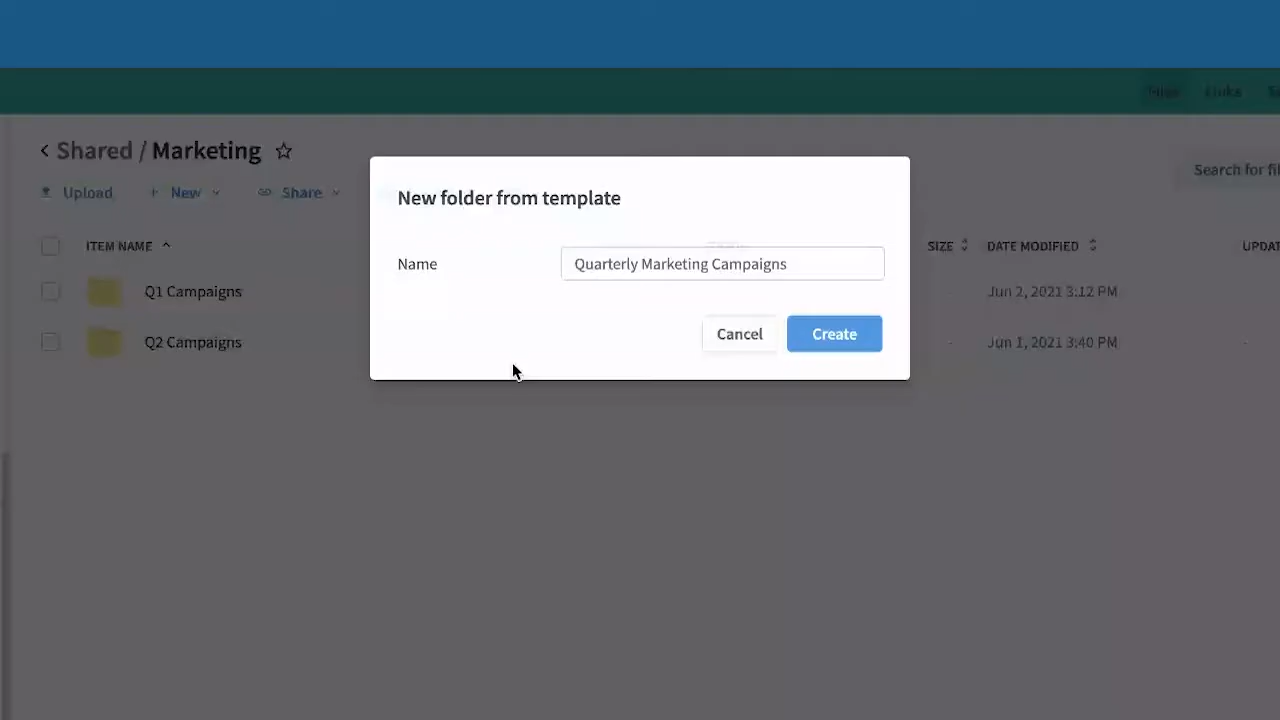 Files Links
Shared / Marketing
Search for fil
Upload New Share
New folder from template
ITEM NAME SIZE DATE MODIFIED UPDAT
Name Quarterly Marketing Campaigns
Q1 Campaigns - Jun 2, 2021 3:12 PM
Cancel Create
Q2 Campaigns - Jun 1, 2021 3:40 PM -